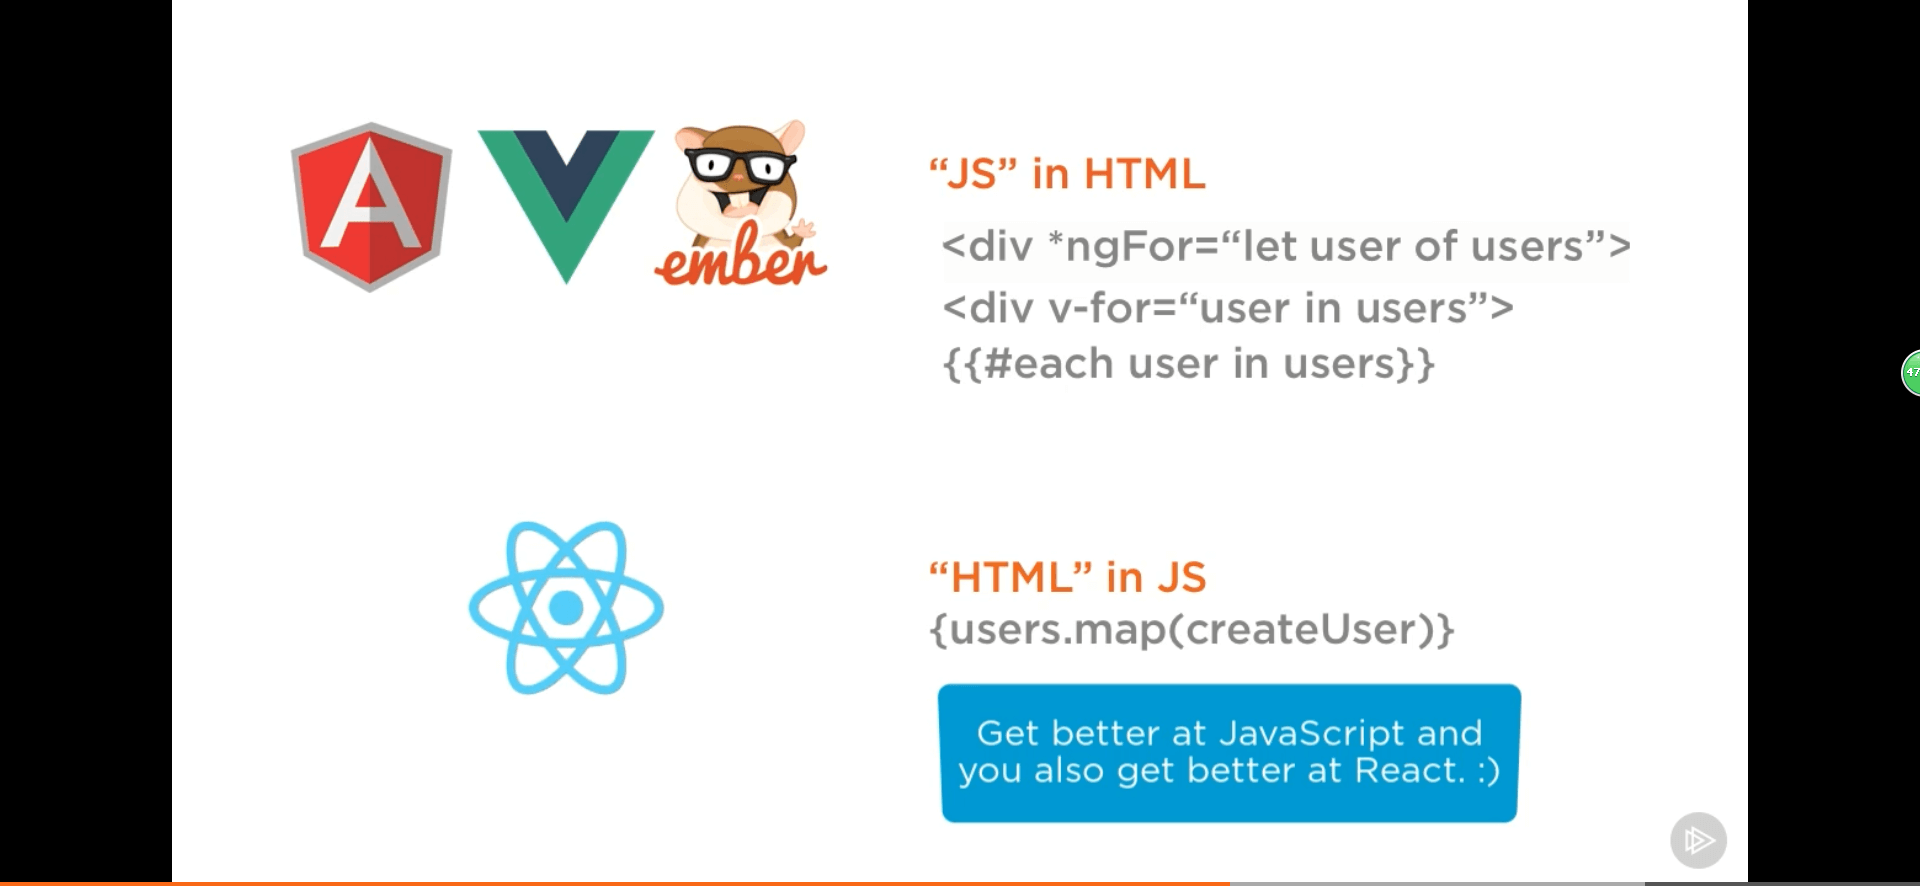 “JS” in HTML
<div *ngFor=“let user of users”>
<div v-for=“user in users”>
{{#each user in users}}
ember
“HTML” in JS
{users.map(createUser)}
Get better at JavaScript and
you also get better at React. :)
A
47